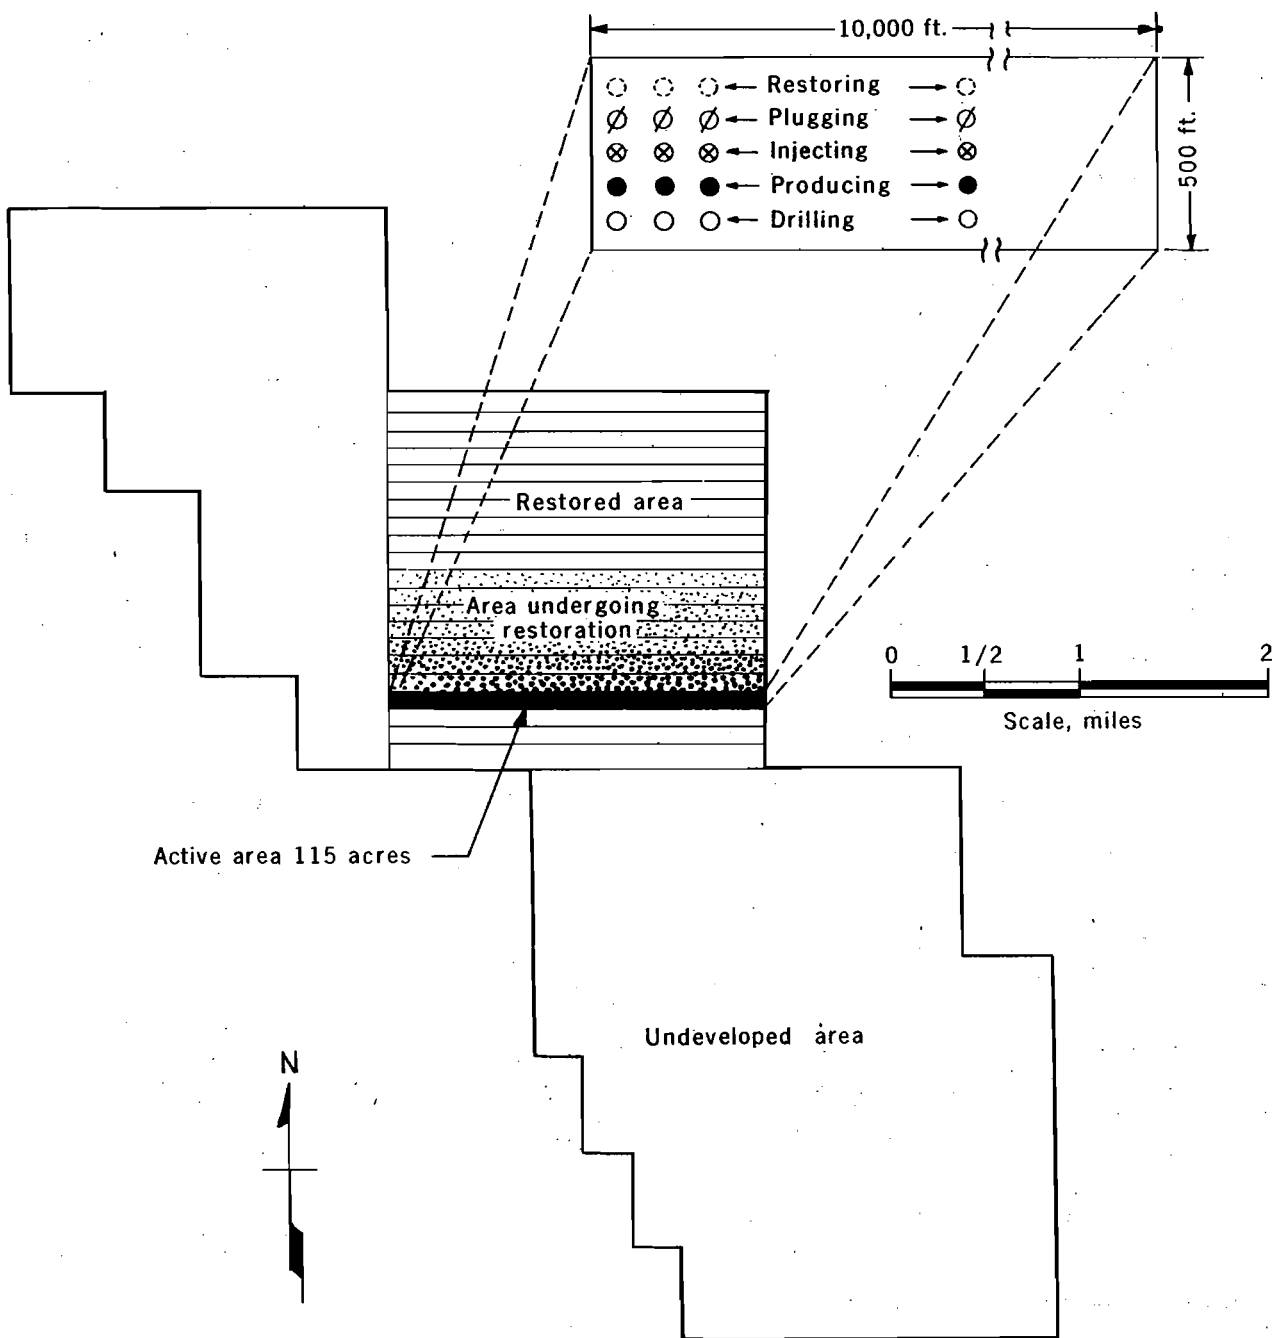 10,000 ft.
Restoring
Plugging
Injecting
Producing
Drilling
500 ft.
Restored area
Area undergoing
restoration
0 1/2 1 2
Scale, miles
Active area 115 acres
Undeveloped area
N